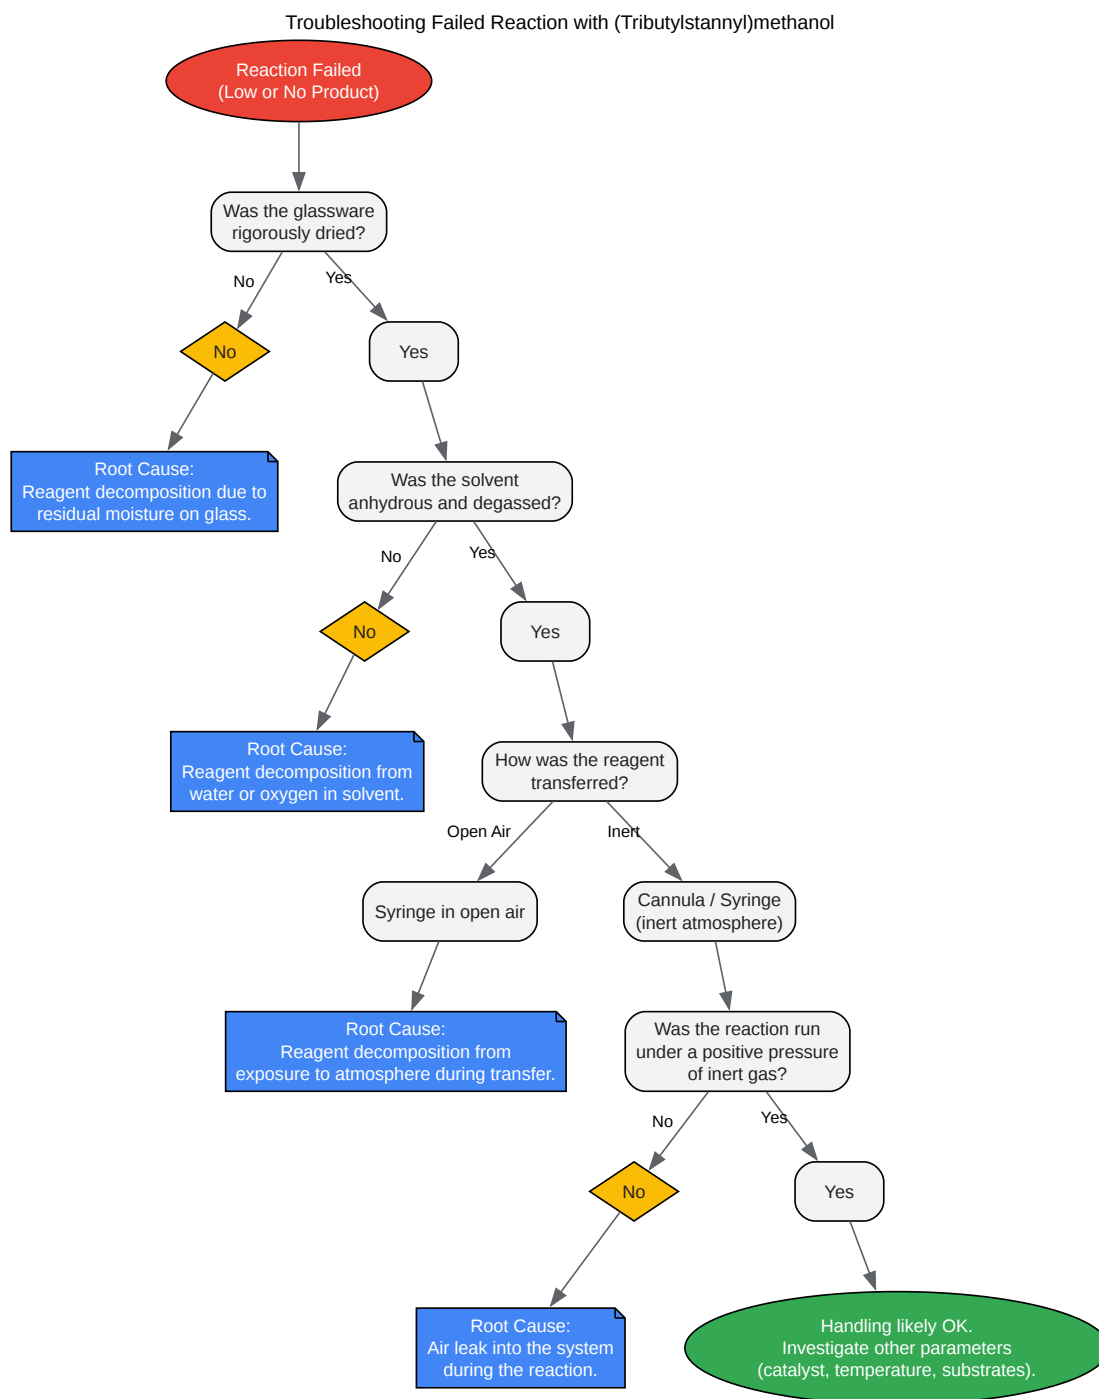 Troubleshooting Failed Reaction with (Tributylstannyl)methanol
Reaction Failed
(Low or No Product)
Was the glassware
rigorously dried?
No
Yes
No
Yes
Root Cause:
Reagent decomposition due to
residual moisture on glass.
Was the solvent
anhydrous and degassed?
No
Yes
No
Yes
Root Cause:
Reagent decomposition from
water or oxygen in solvent.
How was the reagent
transferred?
Open Air
Inert
Syringe in open air
Cannula / Syringe
(inert atmosphere)
Root Cause:
Reagent decomposition from
exposure to atmosphere during transfer.
Was the reaction run
under a positive pressure
of inert gas?
No
Yes
No
Yes
Root Cause:
Air leak into the system
during the reaction.
Handling likely OK.
Investigate other parameters
(catalyst, temperature, substrates).